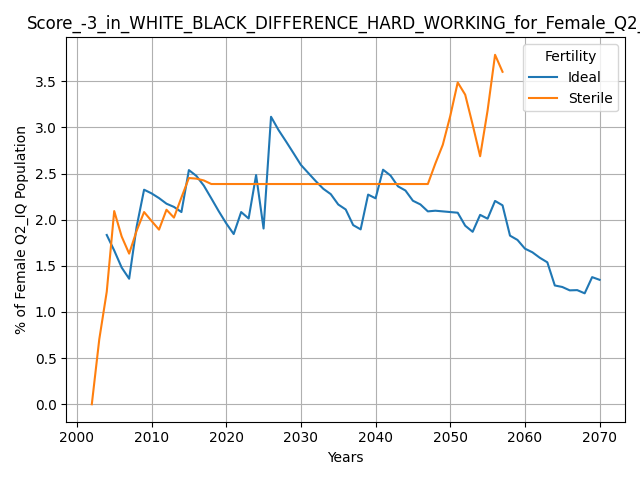 Score_-3_in_WHITE_BLACK_DIFFERENCE_HARD_WORKING_for_Female_Q2_
Fertility
Ideal
Sterile
% of Female Q2_IQ Population
3.5
3.0
2.5
2.0
1.5
1.0
0.5
0.0
2000 2010 2020 2030 2040 2050 2060 2070
Years